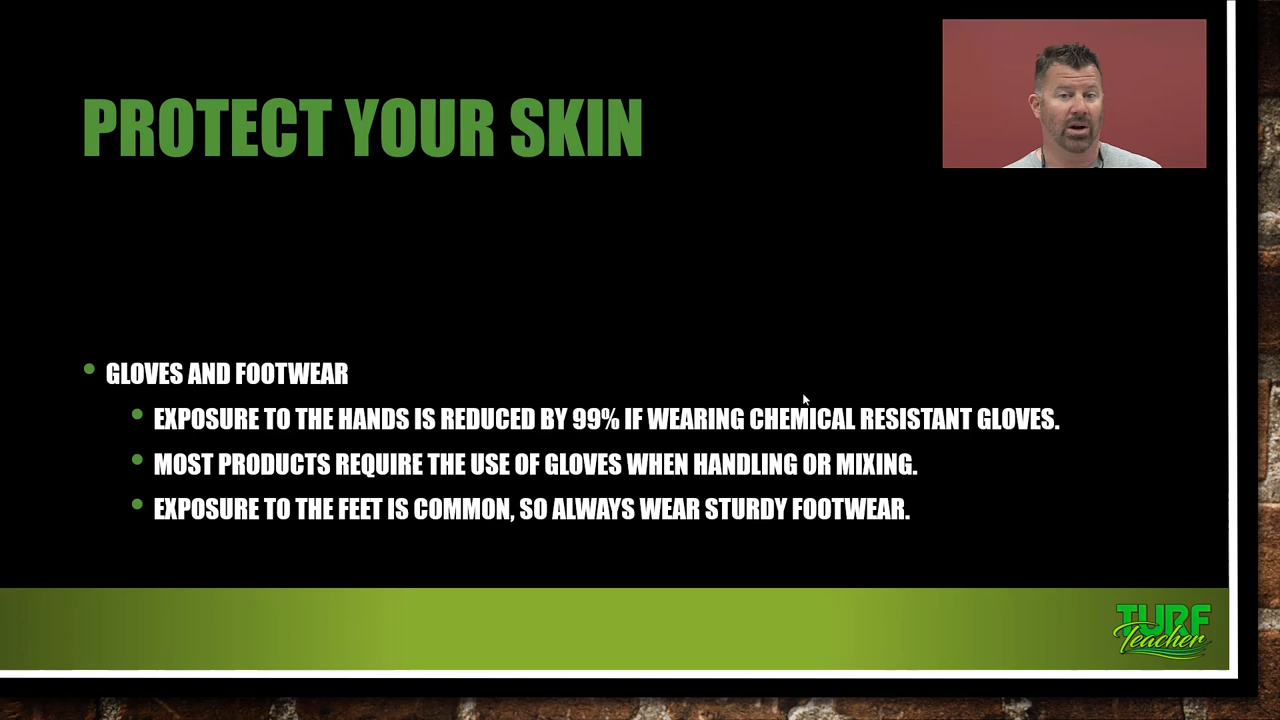 PROTECT YOUR SKIN
GLOVES AND FOOTWEAR
EXPOSURE TO THE HANDS IS REDUCED BY 99% IF WEARING CHEMICAL RESISTANT GLOVES.
MOST PRODUCTS REQUIRE THE USE OF GLOVES WHEN HANDLING OR MIXING.
EXPOSURE TO THE FEET IS COMMON, SO ALWAYS WEAR STURDY FOOTWEAR.
TURF
Teacher